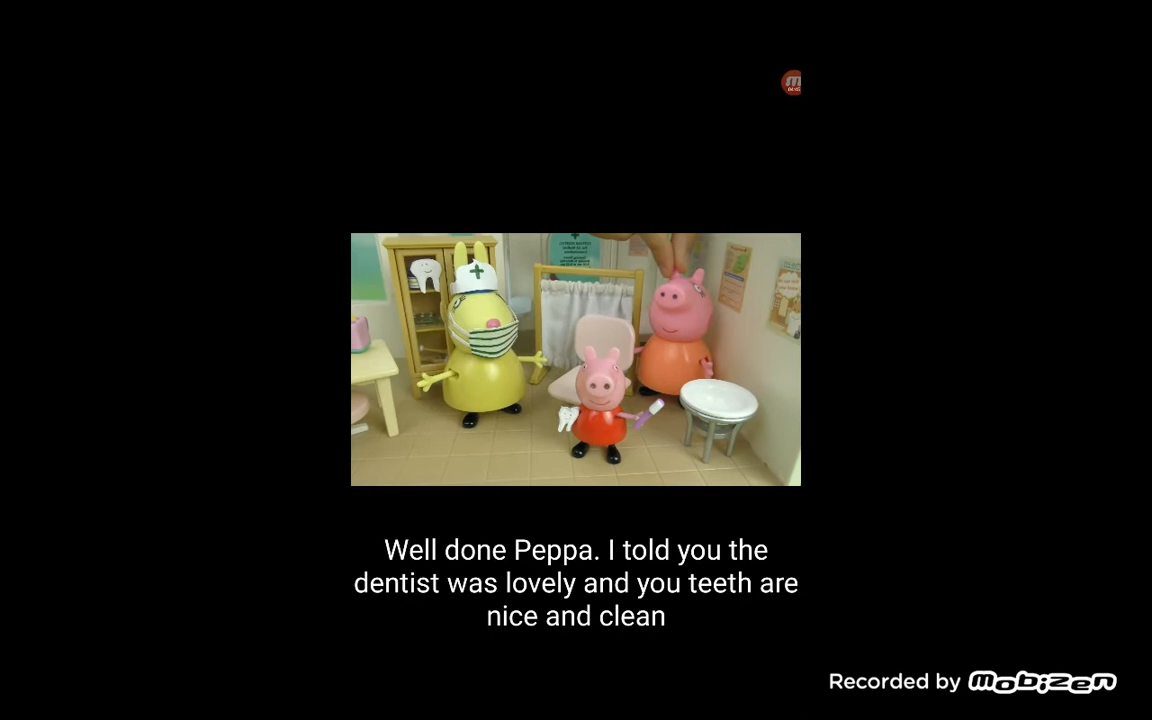 Well done Peppa. I told you the
dentist was lovely and you teeth are
nice and clean
Recorded by mobizen